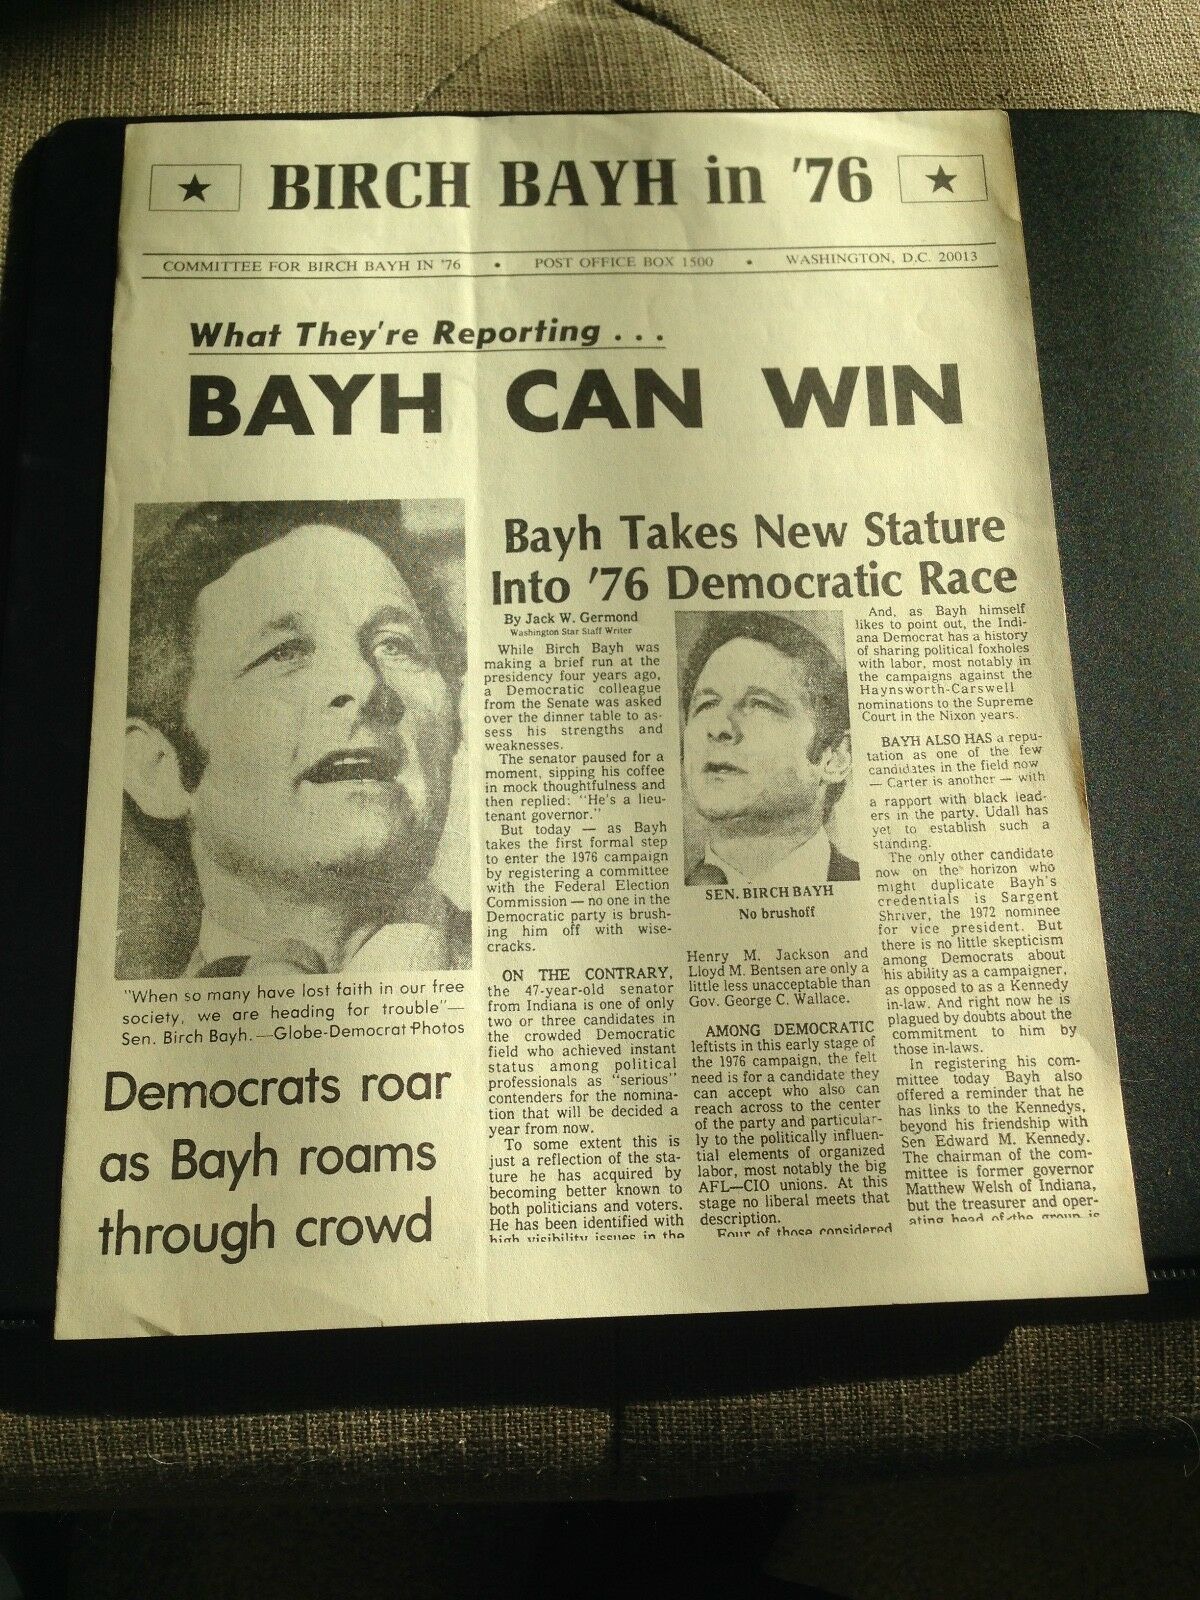 BIRCH BAYH in '76
COMMITTEE FOR BIRCH BAYH IN '76 • POST OFFICE BOX 1500 • WASHINGTON, D.C. 20013
What They're Reporting . . .
BAYH CAN WIN
"When so many have lost faith in our free
society, we are heading for trouble"—
Sen. Birch Bayh. —Globe-Democrat Photos
Democrats roar
as Bayh roams
through crowd
Bayh Takes New Stature
Into '76 Democratic Race
By Jack W. Germond
Washington Star Staff Writer
While Birch Bayh was
making a brief run at the
presidency four years ago,
a Democratic colleague
from the Senate was asked
over the dinner table to as-
sess his strengths and
weaknesses.
The senator paused for a
moment, sipping his coffee
in mock thoughtfulness and
then replied: "He's a lieu-
tenant governor."
But today — as Bayh
takes the first formal step
to enter the 1976 campaign
by registering a committee
with the Federal Election
Commission — no one in the
Democratic party is brush-
ing him off with wise-
cracks.
ON THE CONTRARY,
the 47-year-old senator
from Indiana is one of only
two or three candidates in
the crowded Democratic
field who achieved instant
status among political
professionals as "serious"
contenders for the nomina-
tion that will be decided a
year from now.
To some extent this is
just a reflection of the sta-
ture he has acquired by
becoming better known to
both politicians and voters.
He has been identified with
high visibility issues in the
SEN. BIRCH BAYH
No brushoff
Henry M. Jackson and
Lloyd M. Bentsen are only a
little less unacceptable than
Gov. George C. Wallace.
AMONG DEMOCRATIC
leftists in this early stage of
the 1976 campaign, the felt
need is for a candidate they
can accept who also can
reach across to the center
of the party and particular-
ly to the politically influen-
tial elements of organized
labor, most notably the big
AFL—CIO unions. At this
stage no liberal meets that
description.
Four of those considered
And, as Bayh himself
likes to point out, the Indi-
ana Democrat has a history
of sharing political foxholes
with labor, most notably in
the campaigns against the
Haynsworth-Carswell
nominations to the Supreme
Court in the Nixon years.
BAYH ALSO HAS a repu-
tation as one of the few
candidates in the field now
— Carter is another — with
a rapport with black lead-
ers in the party. Udall has
yet to establish such a
standing.
The only other candidate
now on the horizon who
might duplicate Bayh's
credentials is Sargent
Shriver, the 1972 nominee
for vice president. But
there is no little skepticism
among Democrats about
his ability as a campaigner,
as opposed to as a Kennedy
in-law. And right now he is
plagued by doubts about the
commitment to him by
those in-laws.
In registering his com-
mittee today Bayh also
offered a reminder that he
has links to the Kennedys,
beyond his friendship with
Sen Edward M. Kennedy.
The chairman of the com-
mittee is former governor
Matthew Welsh of Indiana,
but the treasurer and oper-
ating head of the group is